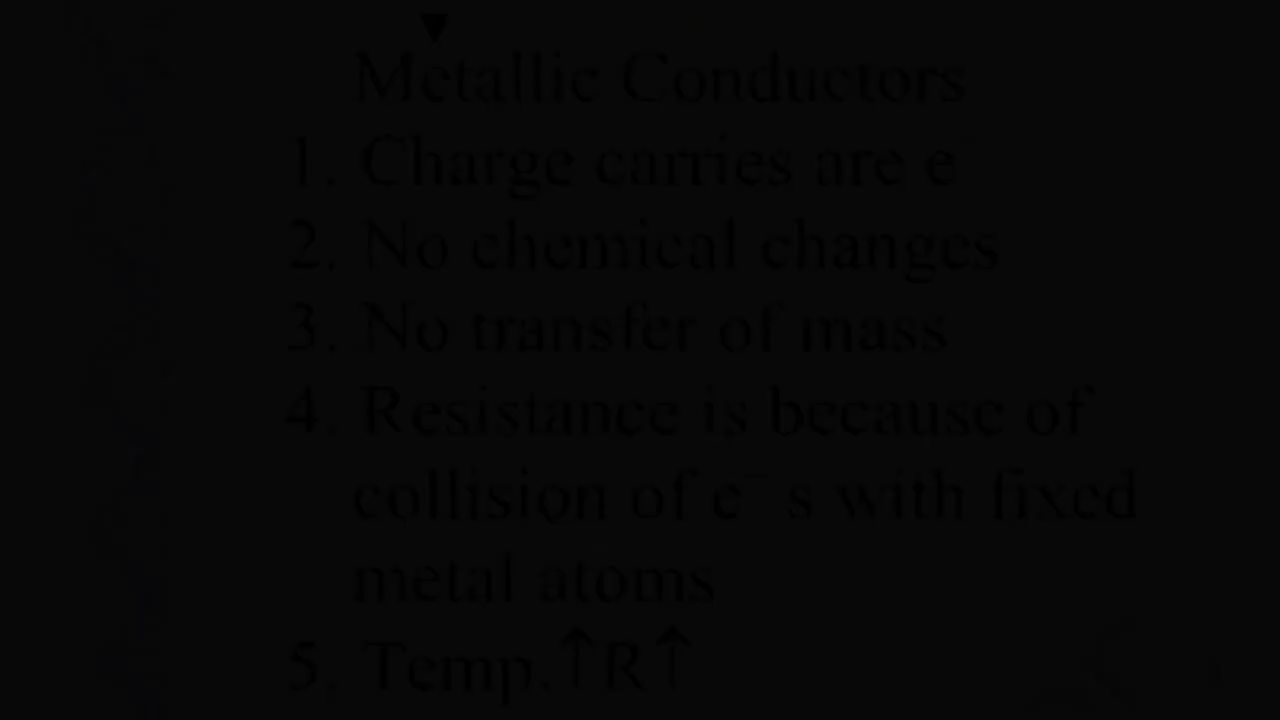 Metallic Conductors
1. Charge carries are e⁻
2. No chemical changes
3. No transfer of mass
4. Resistance is because of
collision of e⁻ s with fixed
metal atoms
5. Temp.↑R↑